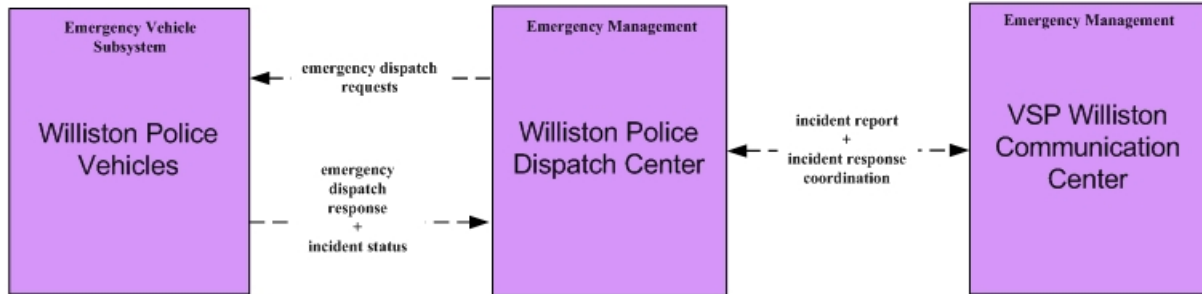 Emergency Vehicle
Subsystem
Williston Police
Vehicles
emergency dispatch
requests
emergency
dispatch
response
+
incident status
Emergency Management
Williston Police
Dispatch Center
incident report
+
incident response
coordination
Emergency Management
VSP Williston
Communication
Center